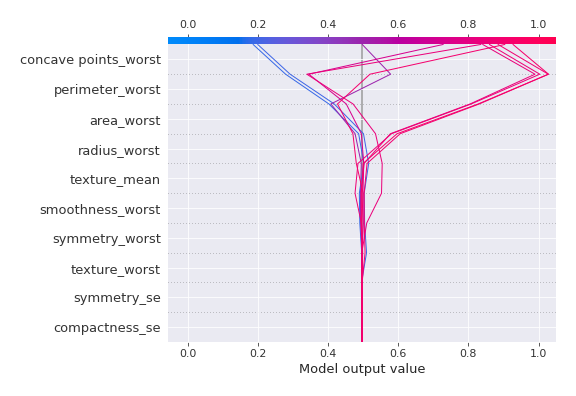 0.0 0.2 0.4 0.6 0.8 1.0
concave points_worst
perimeter_worst
area_worst
radius_worst
texture_mean
smoothness_worst
symmetry_worst
texture_worst
symmetry_se
compactness_se
0.0 0.2 0.4 0.6 0.8 1.0
Model output value